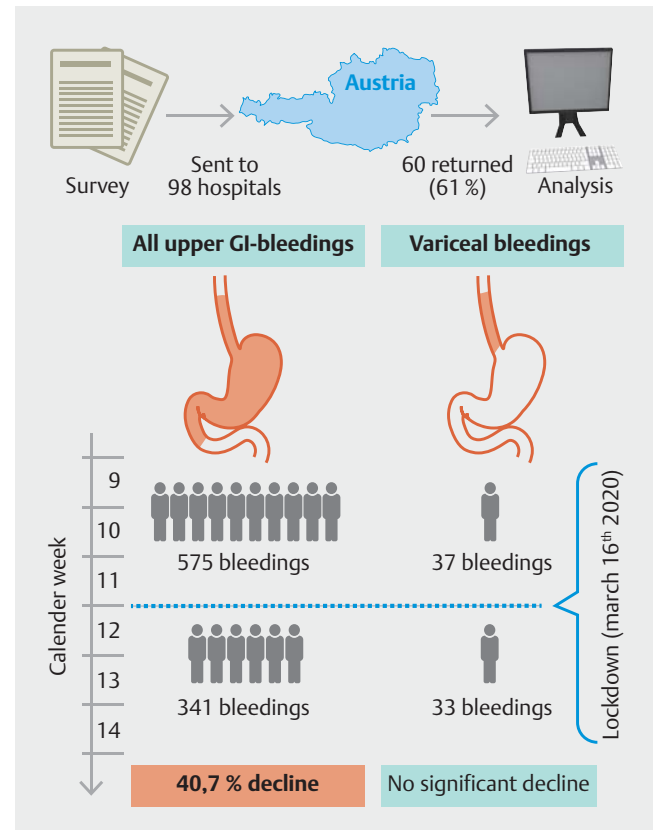 Survey
Sent to
98 hospitals
Austria
60 returned
(61 %)
Analysis
All upper GI-bleedings
Variceal bleedings
Calender week
9
10
11
12
13
14
575 bleedings
37 bleedings
341 bleedings
33 bleedings
Lockdown (march 16th 2020)
40,7 % decline
No significant decline